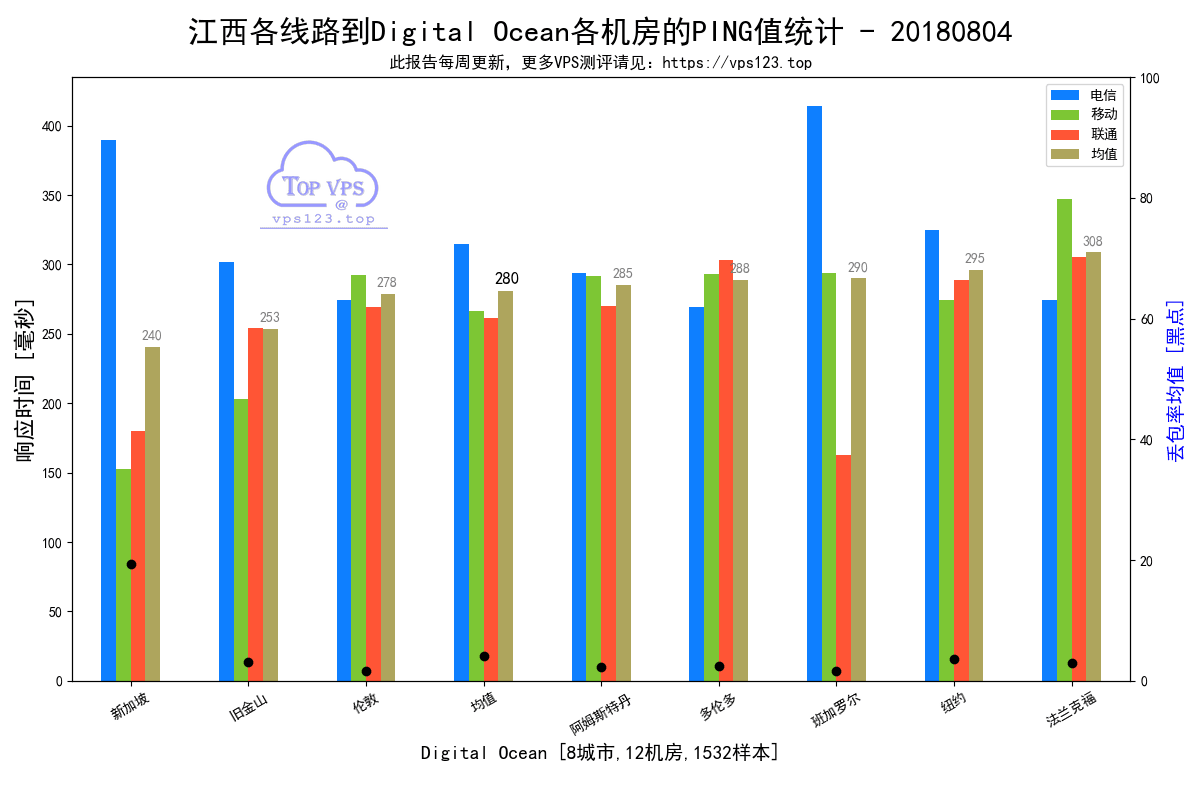 江西各线路到Digital Ocean各机房的PING值统计 - 20180804
此报告每周更新，更多VPS测评请见：https://vps123.top
电信
移动
联通
均值
TOP VPS
@
vps123.top
响应时间 [毫秒]
400
350
300
250
200
150
100
50
0
240
253
278
280
285
288
290
295
308
100
80
60
40
20
0
丢包率均值 [黑点]
新加坡
旧金山
伦敦
均值
阿姆斯特丹
多伦多
班加罗尔
纽约
法兰克福
Digital Ocean [8城市,12机房,1532样本]